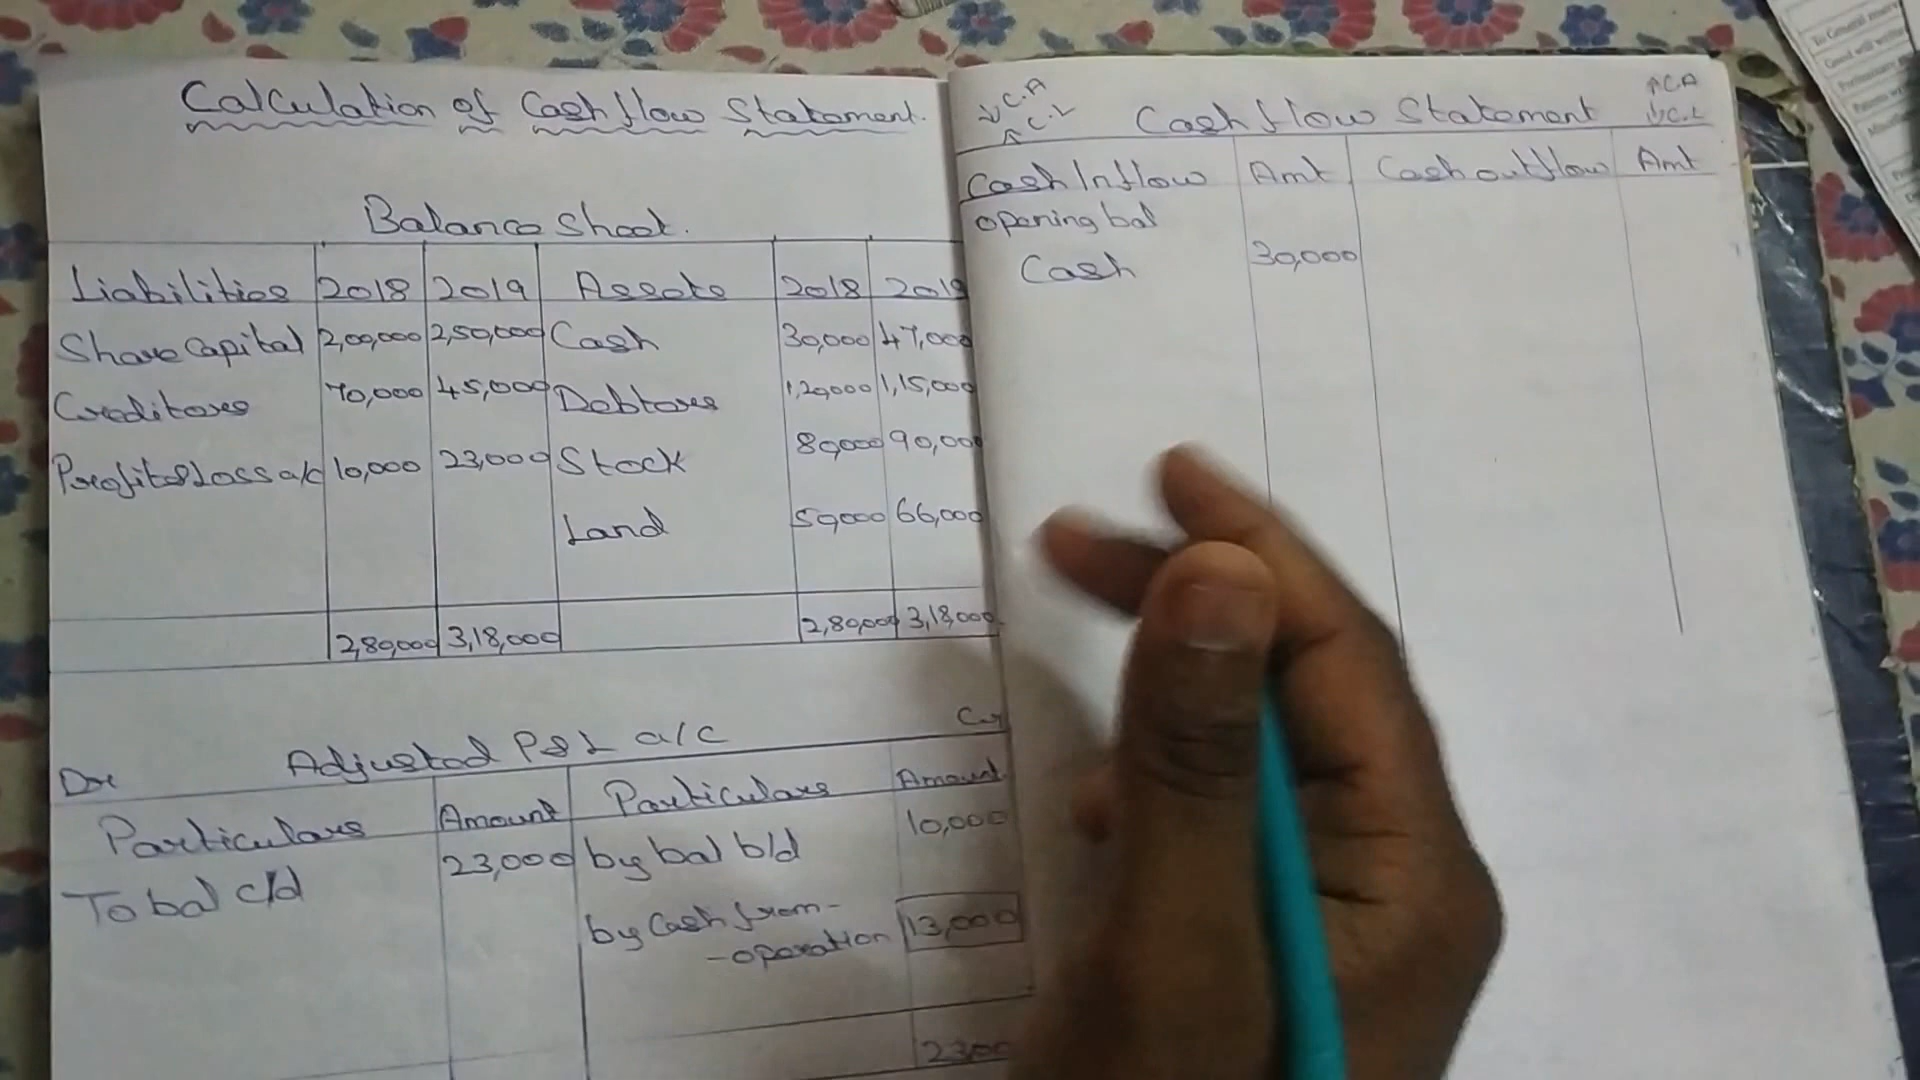 Calculation of Cash flow Statement.
Balance Sheet.
Liabilities 2018 2019 Assets 2018 2019
Share Capital 2,00,000 2,50,000 Cash 30,000 47,000
Creditors 70,000 45,000 Debtors 1,20,000 1,15,000
Profit & Loss a/c 10,000 23,000 Stock 80,000 90,000
Land 50,000 66,000
2,80,000 3,18,000 2,80,000 3,18,000
Adjusted P&L a/c
Dr Cr
Particulars Amount Particulars Amount
To bal c/d 23,000 by bal b/d 10,000
by Cash from-
-operation 13,000
23,00
↓ C.A
↑ C.L
Cash flow Statement
↑ C.A
↓ C.L
Cash Inflow Amt Cash outflow Amt
opening bal
Cash 30,000